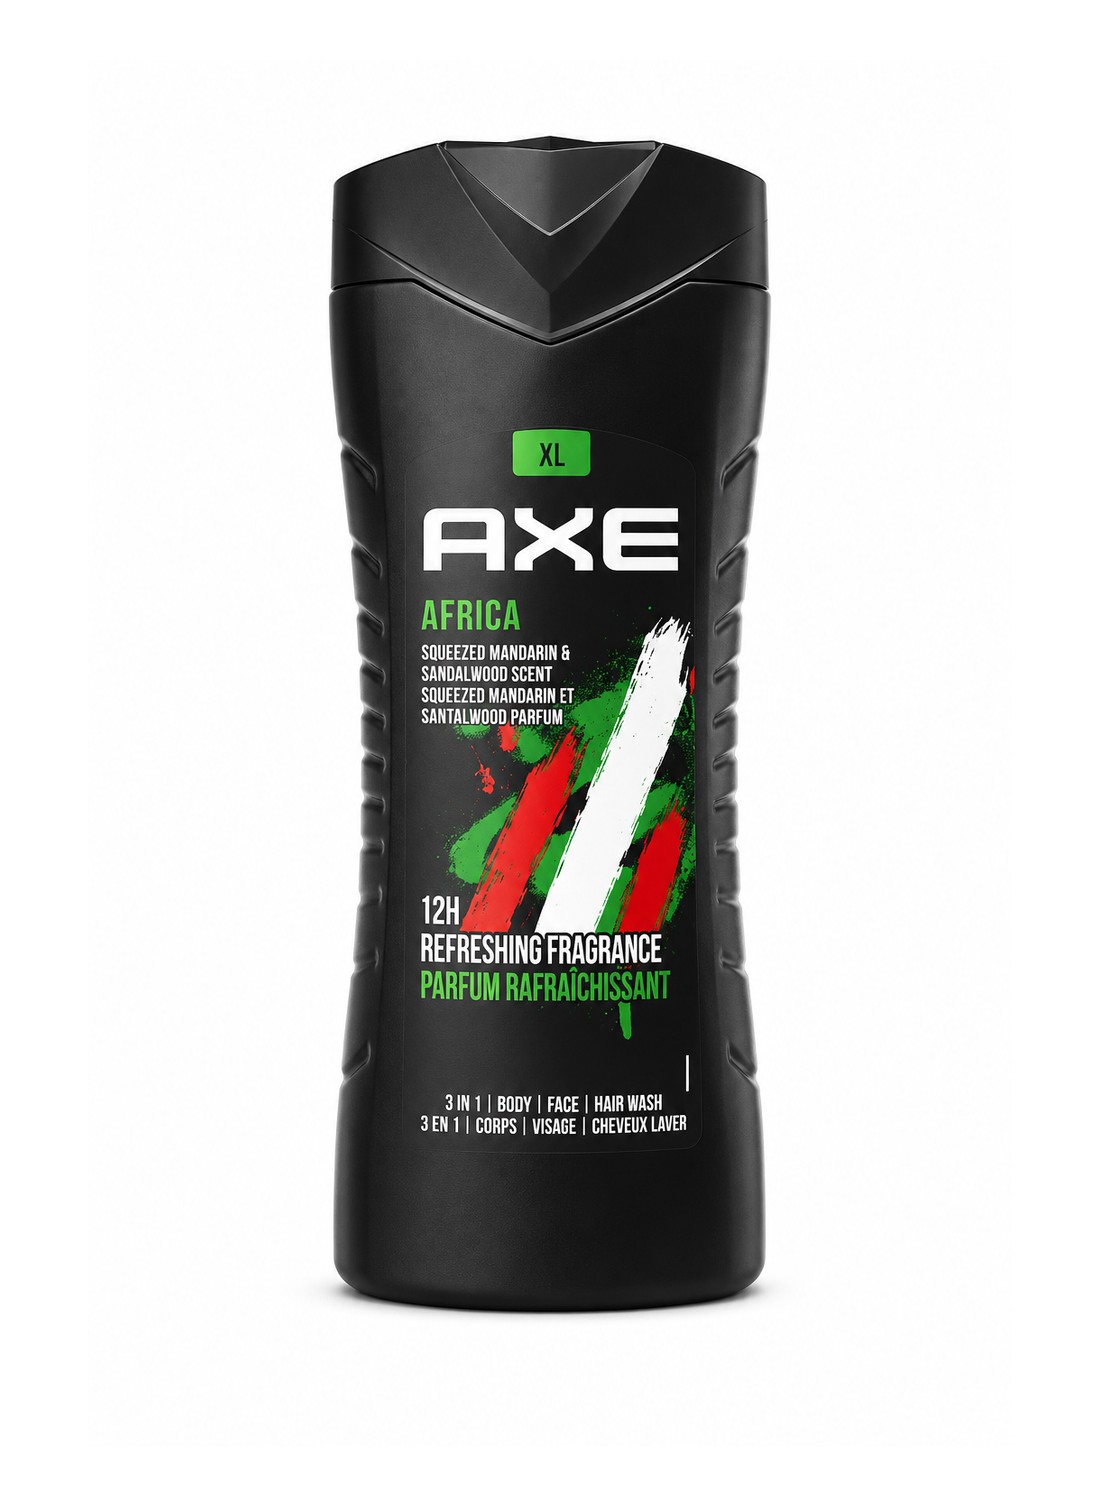 XL
AXE
AFRICA
SQUEEZED MANDARIN &
SANDALWOOD SCENT
SQUEEZED MANDARIN ET
SANTALWOOD PARFUM
12H
REFRESHING FRAGRANCE
PARFUM RAFRAÎCHISSANT
3 IN 1 | BODY | FACE | HAIR WASH
3 EN 1 | CORPS | VISAGE | CHEVEUX LAVER